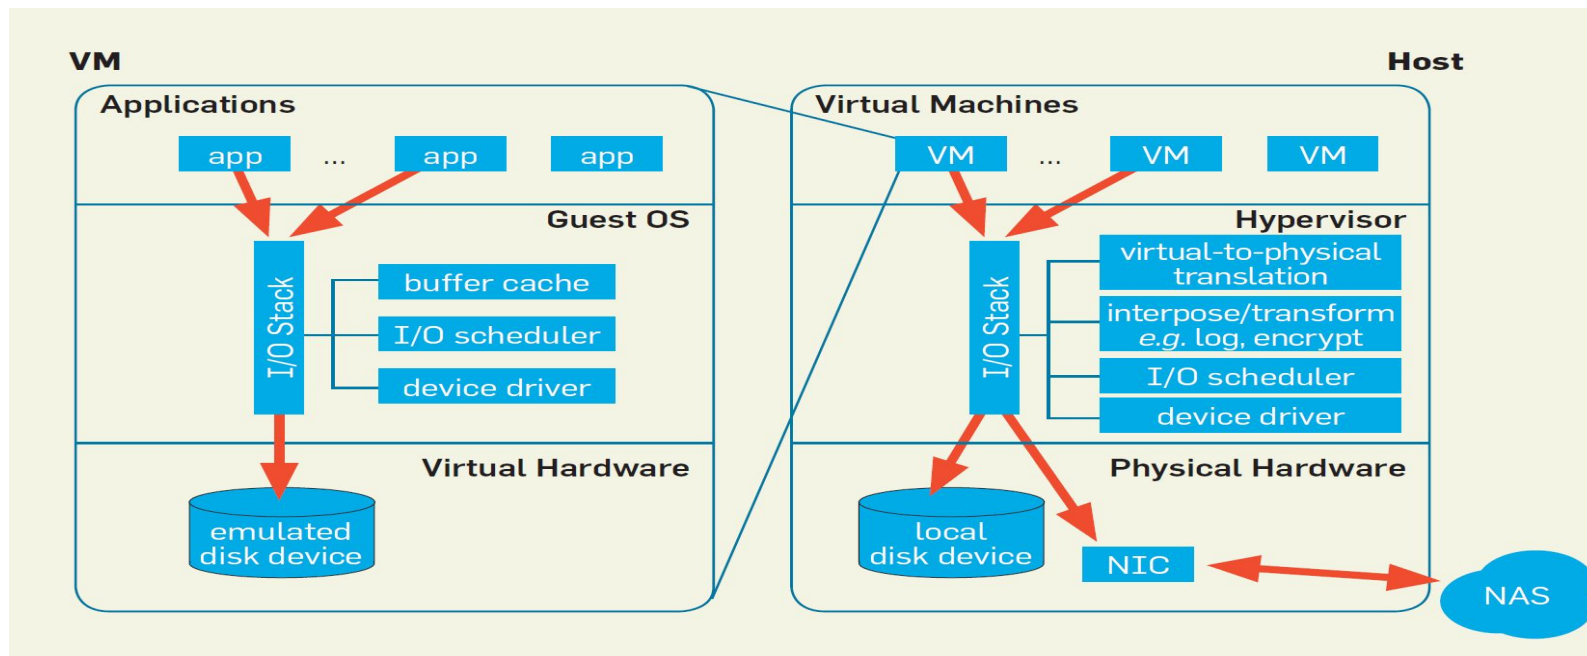 VM
Applications
app
...
app
app
Guest OS
I/O Stack
buffer cache
I/O scheduler
device driver
Virtual Hardware
emulated
disk device
Host
Virtual Machines
VM
...
VM
VM
Hypervisor
I/O Stack
virtual-to-physical
translation
interpose/transform
e.g. log, encrypt
I/O scheduler
device driver
Physical Hardware
local
disk device
NIC
NAS